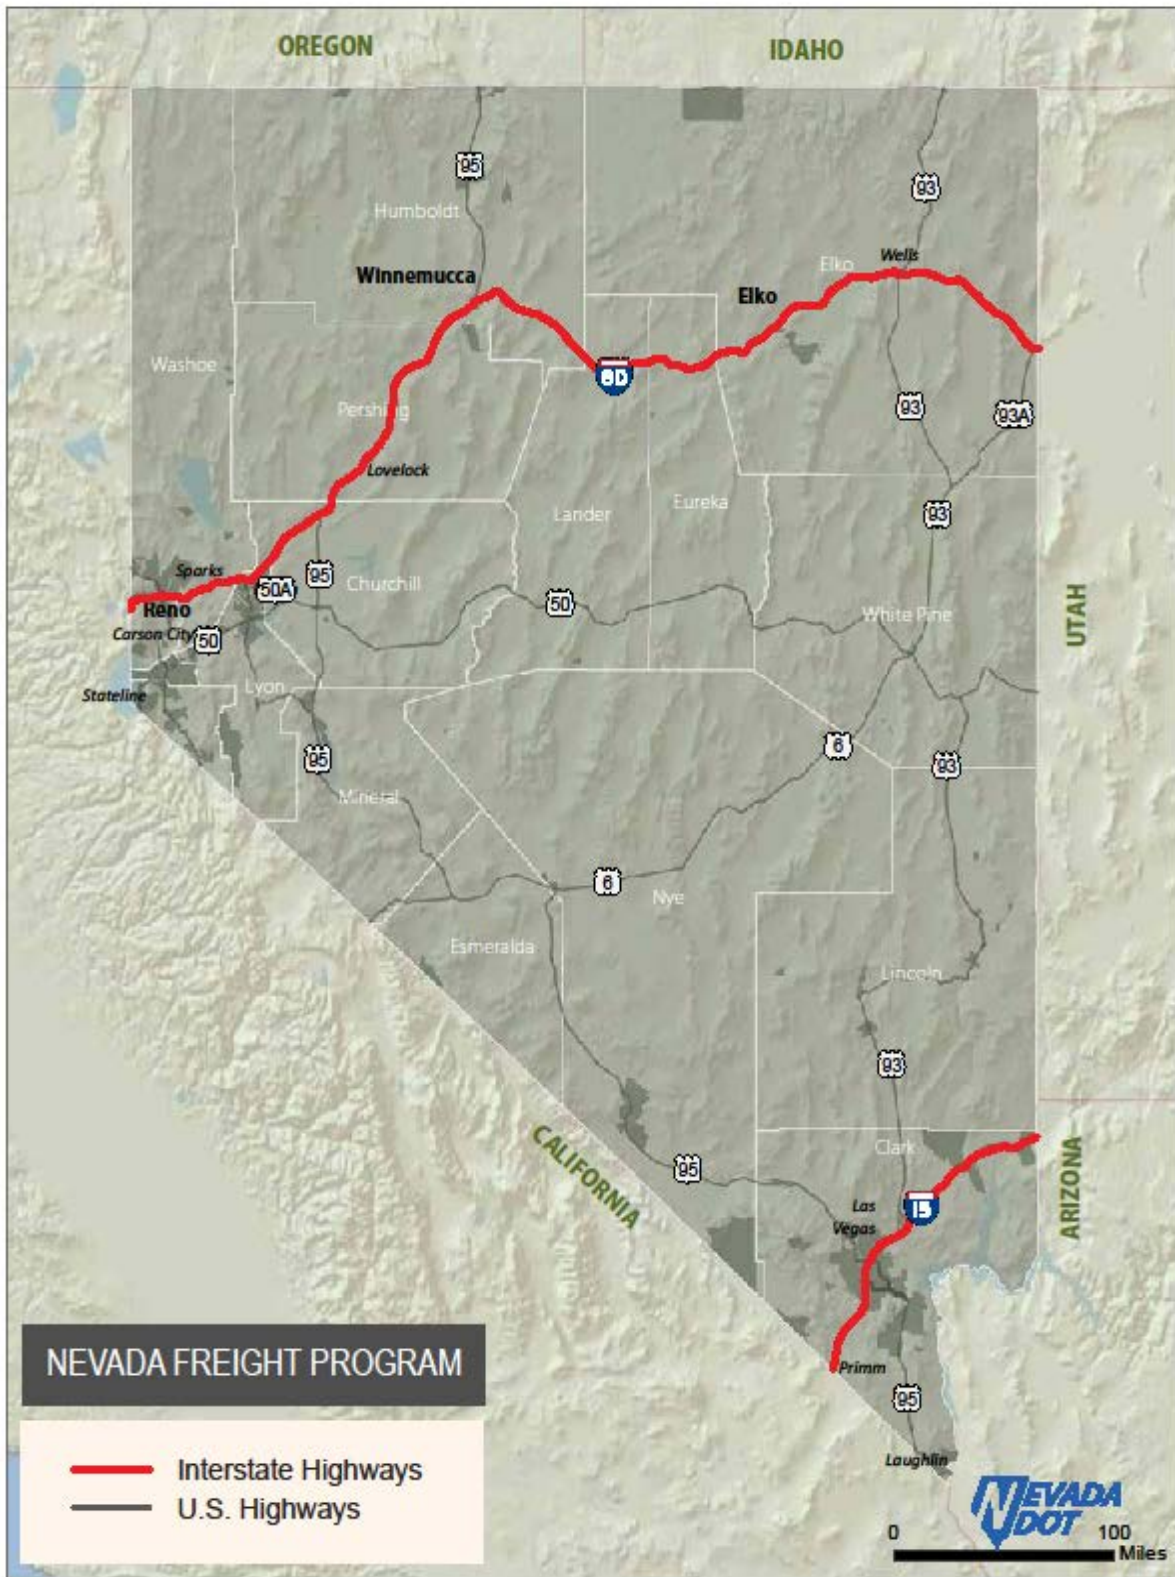 OREGON
IDAHO
95
93
Humboldt
Wells
Elko
Winnemucca
Elko
Washoe
80
93
93A
Pershing
Lovelock
Lander
Eureka
93
Sparks
95
Churchill
50A
50
Reno
White Pine
UTAH
Carson City
50
Lyon
Stateline
6
95
93
Mineral
6
Nye
Esmeralda
Lincoln
93
CALIFORNIA
Clark
ARIZONA
95
Las
Vegas
15
NEVADA FREIGHT PROGRAM
Primm
95
Interstate Highways
Laughlin
U.S. Highways
NEVADA
DOT
0 100
Miles